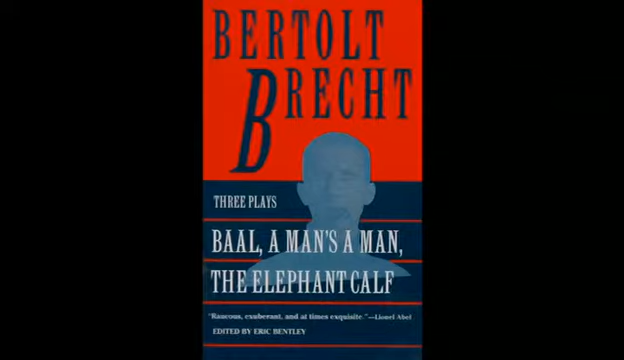 BERTOLT
BRECHT
THREE PLAYS
BAAL, A MAN'S A MAN,
THE ELEPHANT CALF
"Raucous, exuberant, and at times exquisite."—Lionel Abel
EDITED BY ERIC BENTLEY